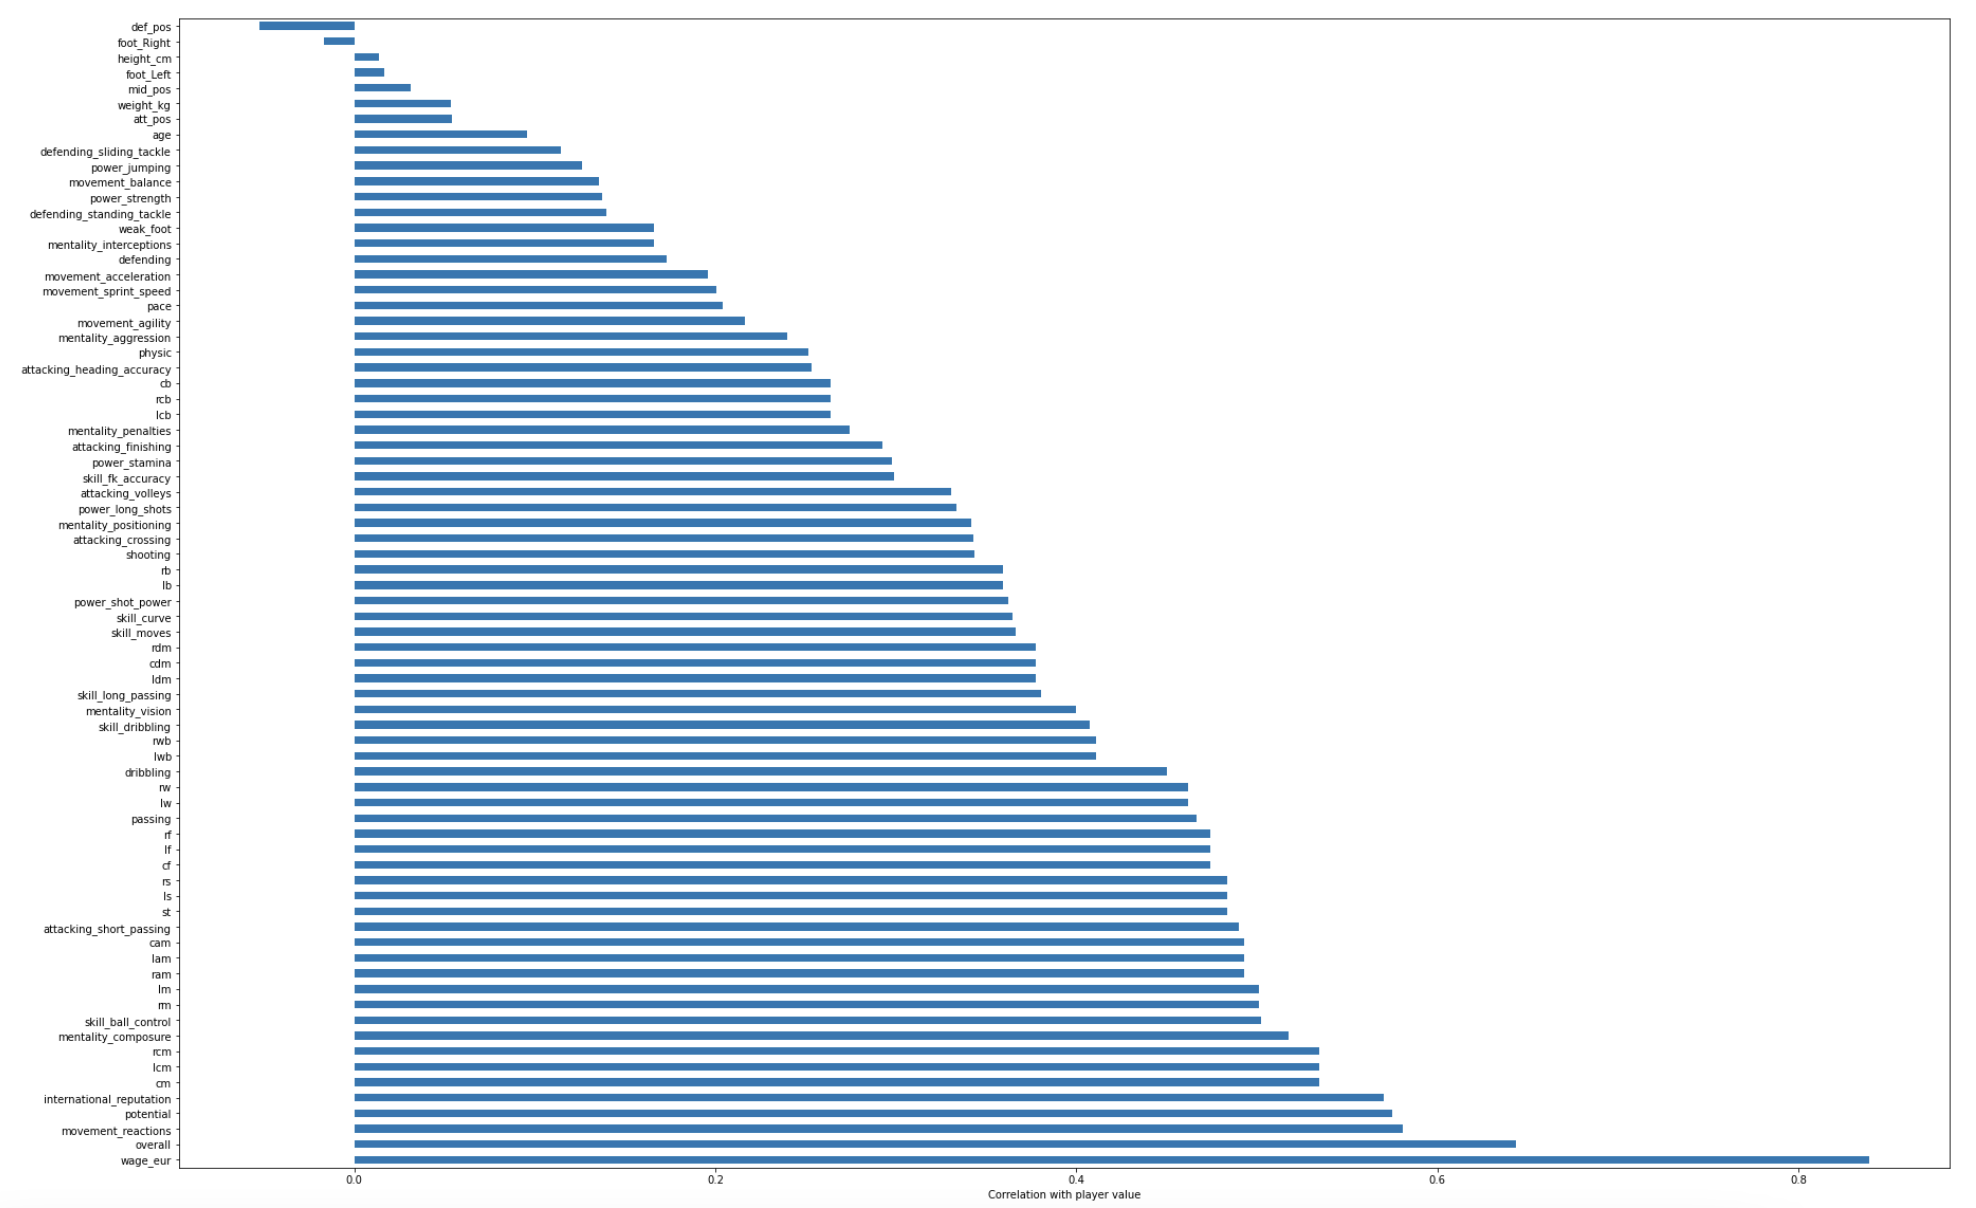 def_pos
foot_Right
height_cm
foot_Left
mid_pos
weight_kg
att_pos
age
defending_sliding_tackle
power_jumping
movement_balance
power_strength
defending_standing_tackle
weak_foot
mentality_interceptions
defending
movement_acceleration
movement_sprint_speed
pace
movement_agility
mentality_aggression
physic
attacking_heading_accuracy
cb
rcb
lcb
mentality_penalties
attacking_finishing
power_stamina
skill_fk_accuracy
attacking_volleys
power_long_shots
mentality_positioning
attacking_crossing
shooting
rb
lb
power_shot_power
skill_curve
skill_moves
rdm
cdm
ldm
skill_long_passing
mentality_vision
skill_dribbling
rwb
lwb
dribbling
rw
lw
passing
rf
lf
cf
rs
ls
st
attacking_short_passing
cam
lam
ram
lm
rm
skill_ball_control
mentality_composure
rcm
lcm
cm
international_reputation
potential
movement_reactions
overall
wage_eur
0.0 0.2 0.4 0.6 0.8
Correlation with player value